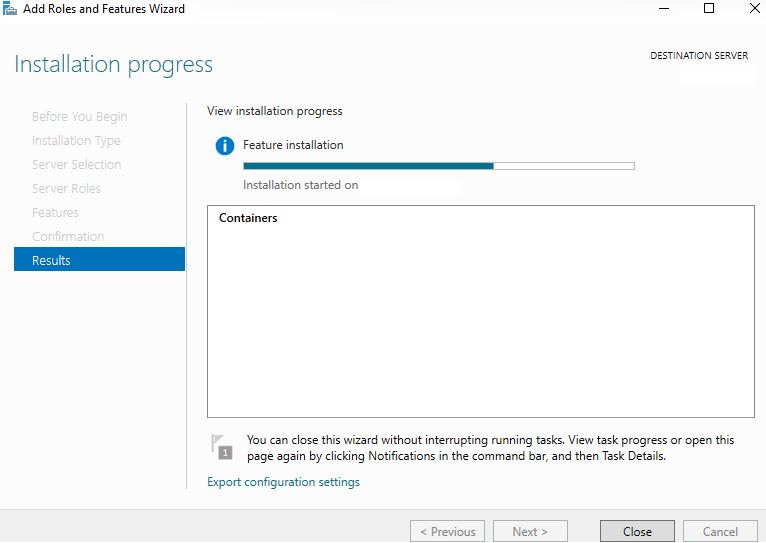 Add Roles and Features Wizard
Installation progress
DESTINATION SERVER
Before You Begin
Installation Type
Server Selection
Server Roles
Features
Confirmation
Results
View installation progress
Feature installation
Installation started on
Containers
1
You can close this wizard without interrupting running tasks. View task progress or open this
page again by clicking Notifications in the command bar, and then Task Details.
Export configuration settings
< Previous
Next >
Close
Cancel